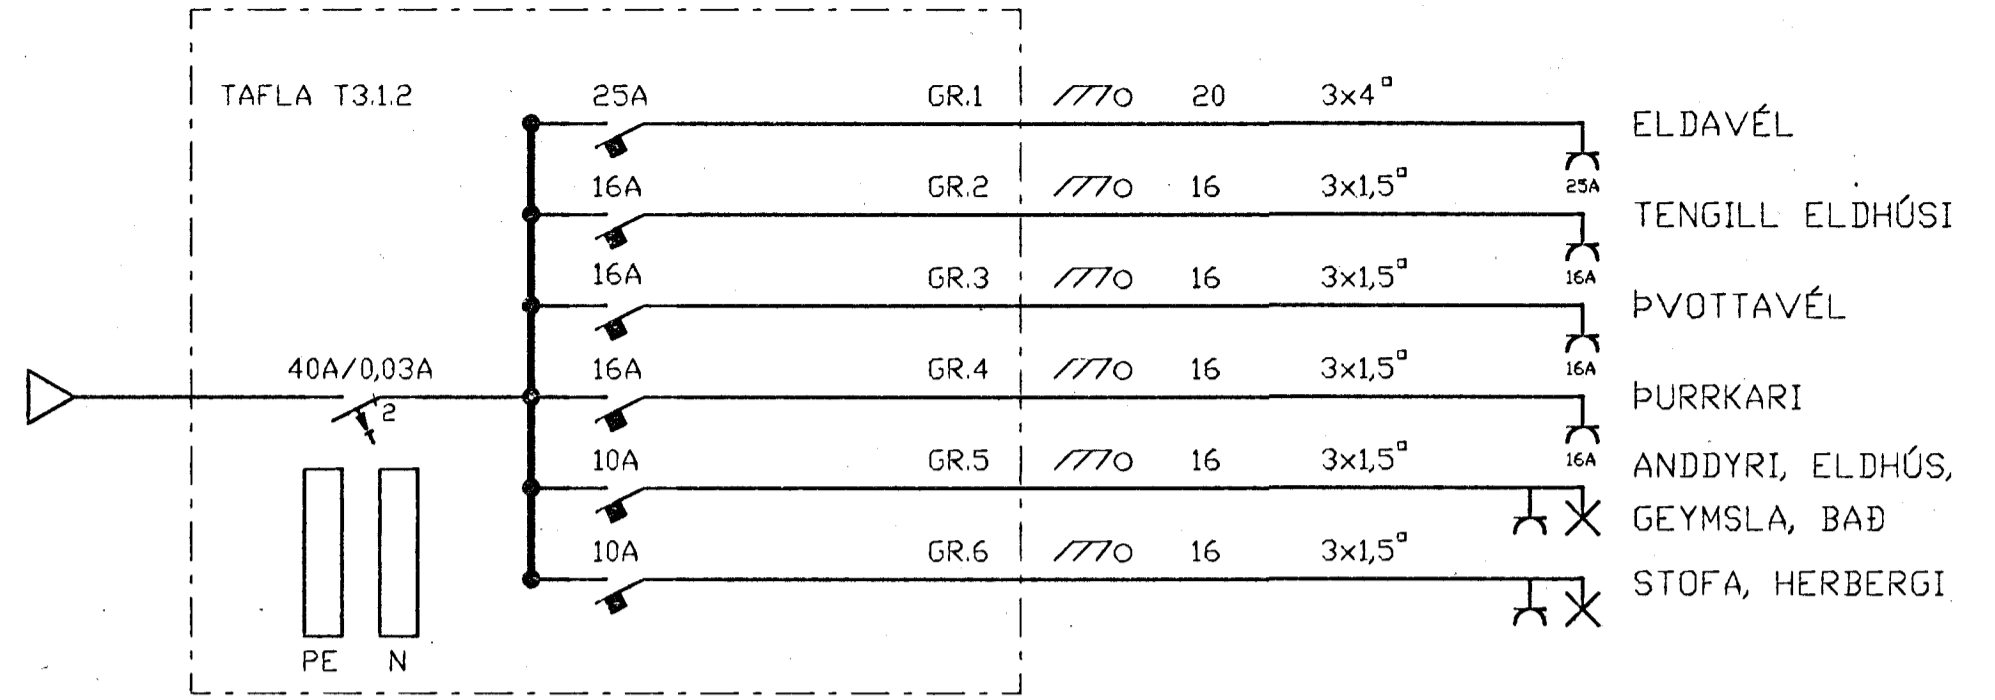 TAFLA T3.1.2
25A GR.1 20 3x4□ ELDAVÉL
25A
16A GR.2 16 3x1,5□ TENGILL ELDHÚSI
16A
16A GR.3 16 3x1,5□ ÞVOTTAVÉL
16A
40A/0,03A
2
16A GR.4 16 3x1,5□ ÞURRKARI
16A
10A GR.5 16 3x1,5□ ANDDYRI, ELDHÚS,
GEYMSLA, BAÐ
10A GR.6 16 3x1,5□ STOFA, HERBERGI
PE N